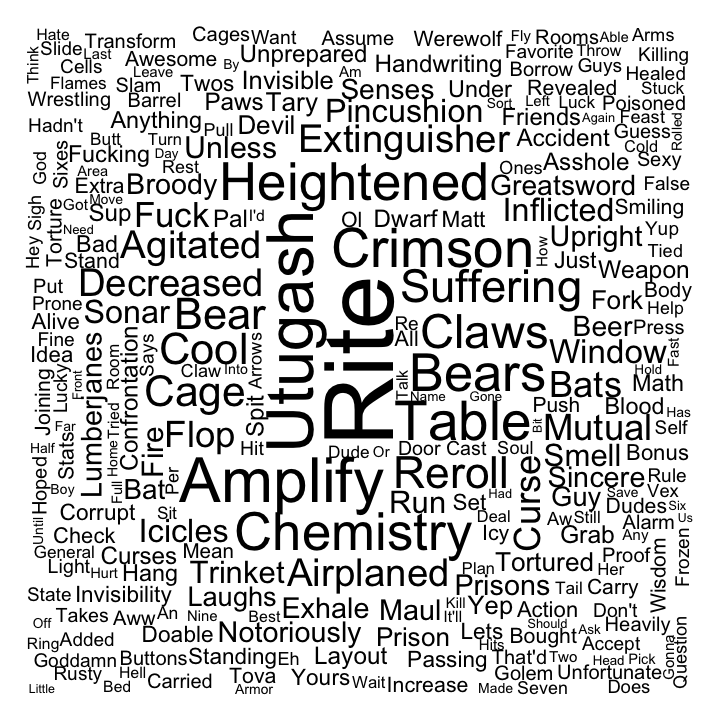 Hate
Transform
Cages
Want
Assume
Werewolf
Fly
Rooms
Able
Arms
Think
Slide
Last
Awesome
By
Unprepared
Handwriting
Favorite
Throw
Killing
Cells
Leave
Am
Borrow
Guys
Healed
Flames
Slam
Twos
Invisible
Senses
Under
Revealed
Stuck
Wrestling
Barrel
Paws
Tary
Pincushion
Sort
Left
Luck
Poisoned
Hadn't
Anything
Pull
Devil
Extinguisher
Friends
Again
Feast
Butt
Turn
Unless
Accident
Guess
Rolled
God
Sixes
Fucking
Day
Rest
Heightened
Ones
Asshole
Cold
Sexy
Area
Extra
Broody
Greatsword
False
Hey
Sigh
Torture
Got
Move
Sup
Fuck
Pal
I'd
Ol
Dwarf
Matt
Inflicted
Smiling
Need
Bad
Agitated
Utugash
Crimson
How
Upright
Yup
Stand
Just
Tied
Put
Decreased
Rite
Suffering
Weapon
Prone
Sonar
Bear
Fork
Body
Help
Alive
Re
All
Claws
Beer
Press
Fine
Idea
Lumberjanes
Confrontation
Says
Cool
Arrows
Window
Fast
Joining
Lucky
Front
Room
Claw
Into
Talk
Bears
Bats
Hold
Math
Cage
Spit
Name
Gone
Tried
Table
Push
Blood
Has
Far
Stats
Home
Fire
Flop
Bit
Mutual
Self
Half
Hit
Dude
Or
Door
Cast
Soul
Hoped
Boy
Full
Bat
Per
Amplify
Reroll
Curse
Smell
Bonus
Sincere
Rule
Until
Corrupt
Sit
Run
Set
Had
Guy
Save
Vex
Check
Icicles
Chemistry
Deal
Icy
Aw
Still
Dudes
Six
Grab
Alarm
Us
Any
General
Curses
Mean
Plan
Tortured
Proof
Wisdom
Frozen
Light
Hurt
Hang
Trinket
Airplaned
Her
State
Invisibility
Laughs
Prisons
Tail
Carry
Off
Takes
Aww
An
Nine
Best
Exhale
Maul
Kill
It'll
Yep
Action
Don't
Should
Ask
Heavily
Ring
Added
Doable
Notoriously
Prison
Lets
Hits
Bought
Accept
Gonna
Question
Goddamn
Buttons
Standing
Eh
Layout
Passing
That'd
Two
Head
Pick
Rusty
Hell
Tova
Yours
Wait
Golem
Unfortunate
Little
Bed
Carried
Armor
Increase
Made
Seven
Does